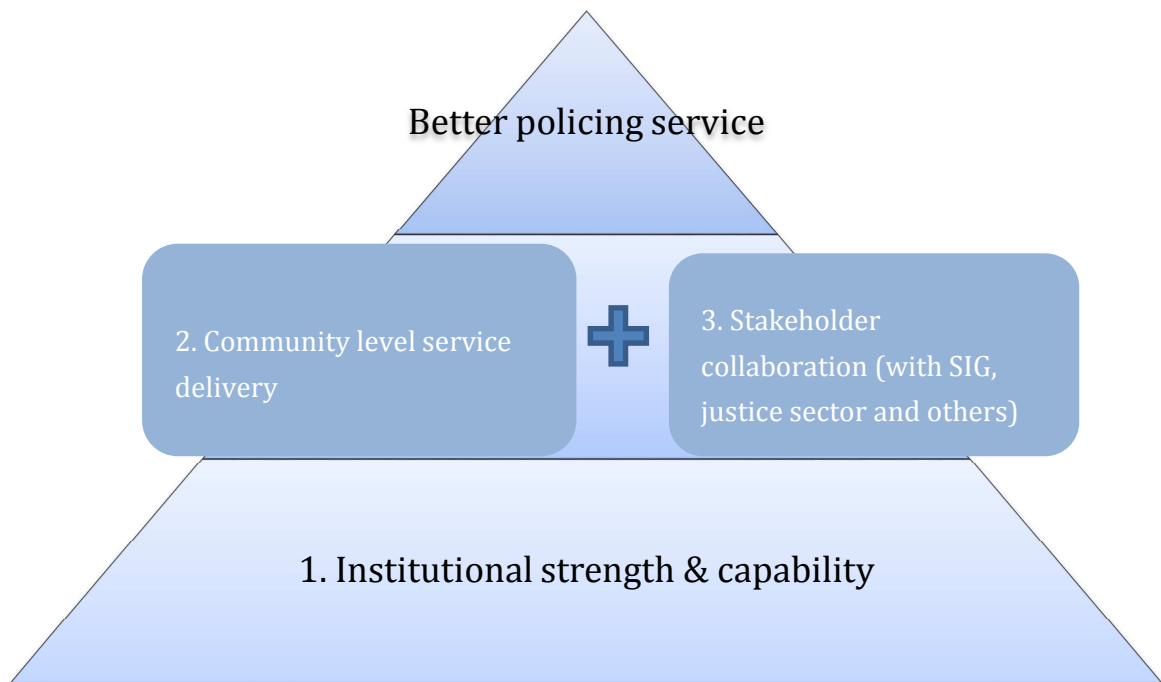 Better policing service
2. Community level service
delivery
3. Stakeholder
collaboration (with SIG,
justice sector and others)
1. Institutional strength & capability